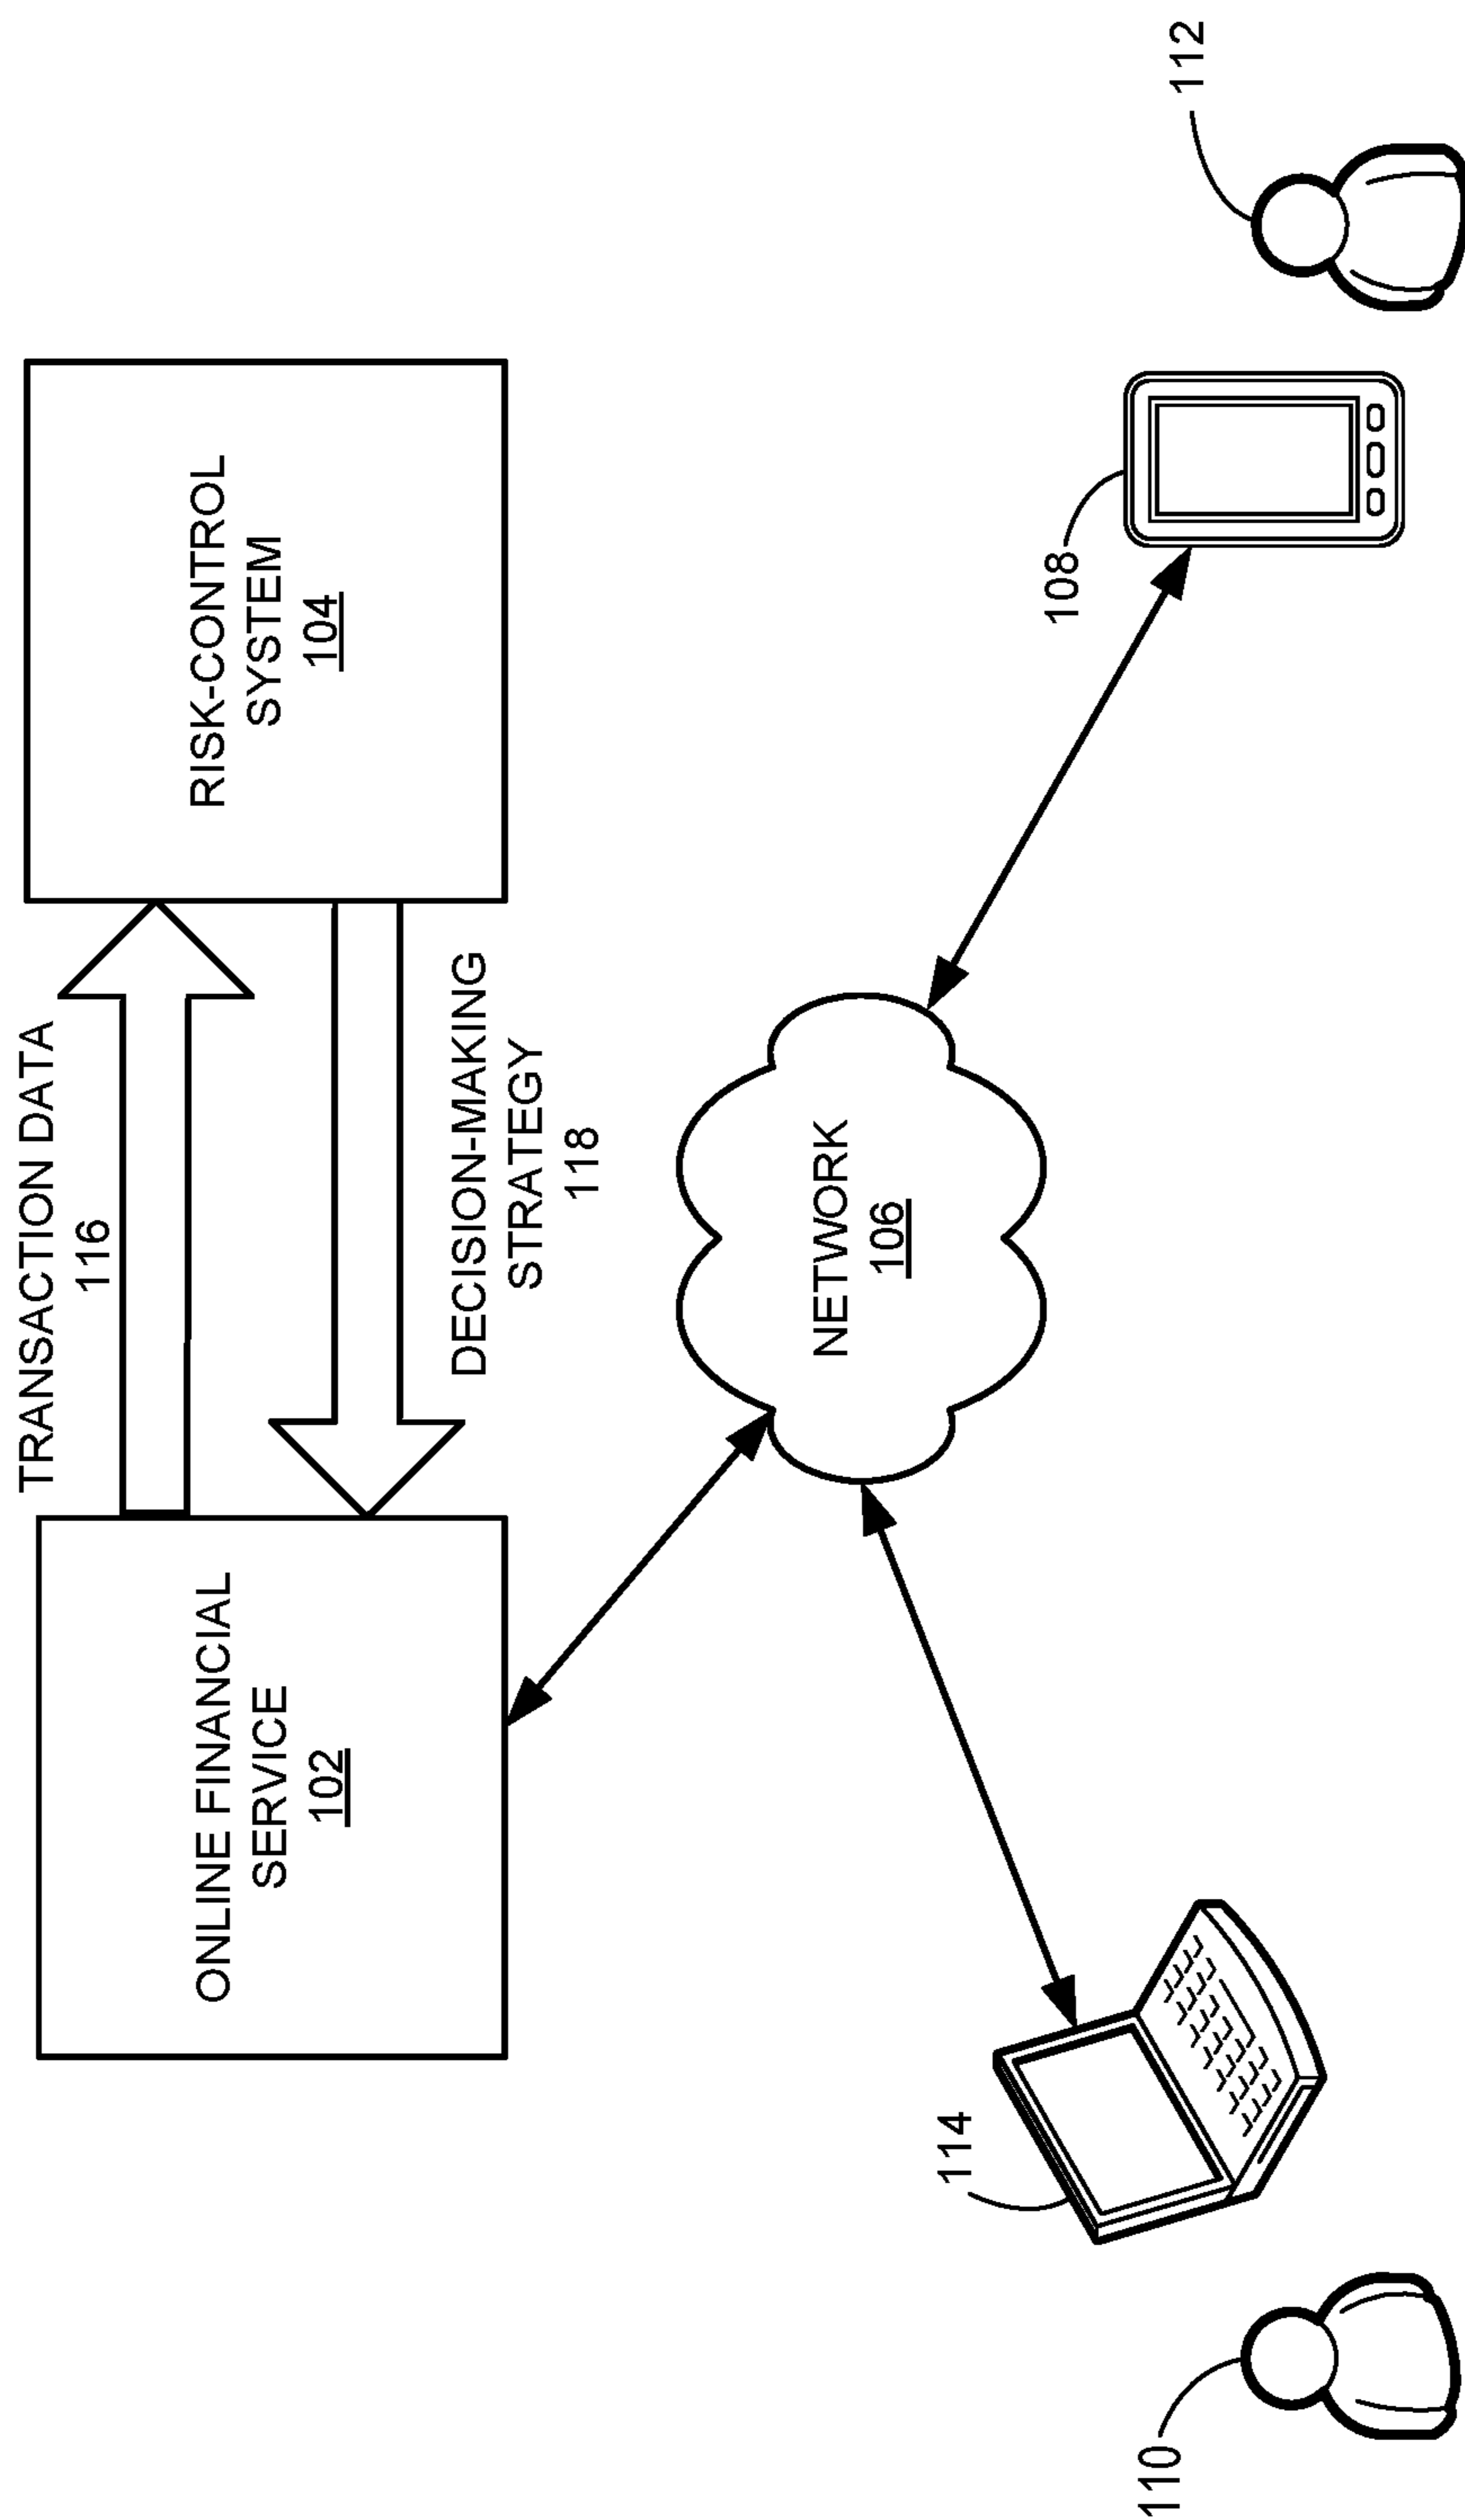 TRANSACTION DATA
116
ONLINE FINANCIAL
SERVICE
102
RISK-CONTROL
SYSTEM
104
DECISION-MAKING
STRATEGY
118
NETWORK
106
114
108
110
112